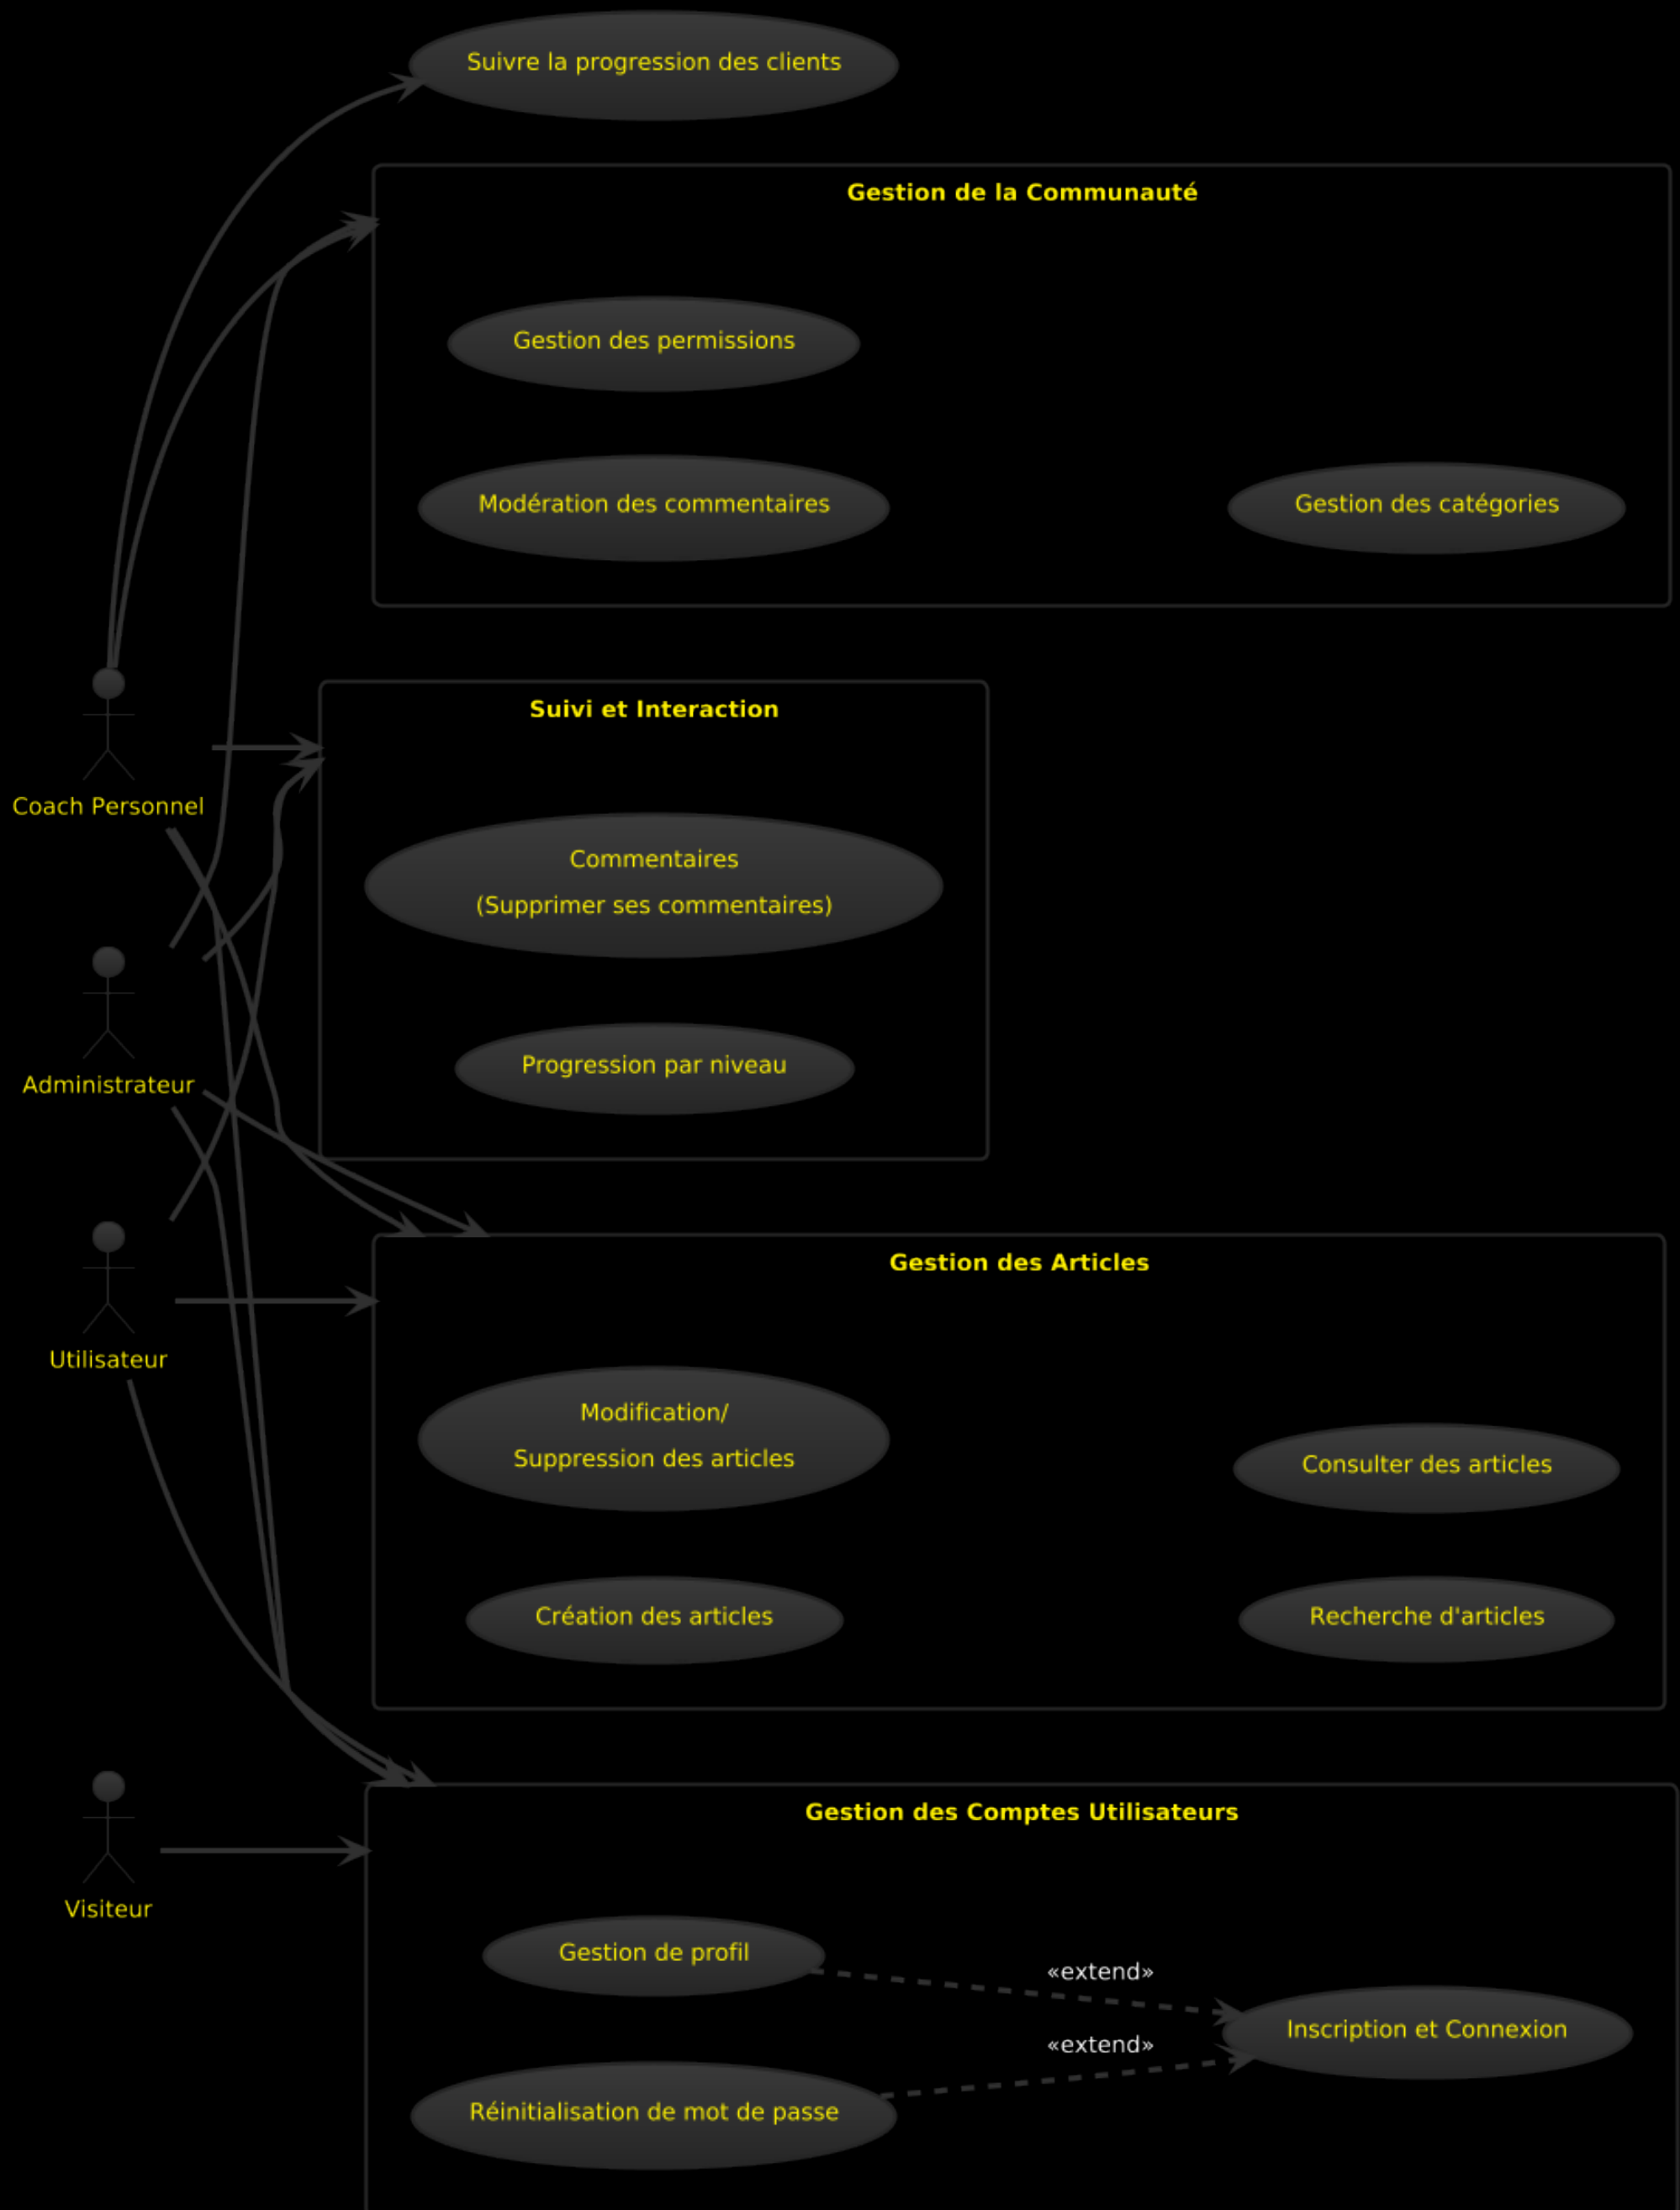 Suivre la progression des clients
Gestion de la Communauté
Gestion des permissions
Modération des commentaires
Gestion des catégories
Coach Personnel
Suivi et Interaction
Commentaires
(Supprimer ses commentaires)
Progression par niveau
Administrateur
Utilisateur
Gestion des Articles
Modification/
Suppression des articles
Consulter des articles
Création des articles
Recherche d'articles
Visiteur
Gestion des Comptes Utilisateurs
Gestion de profil
«extend»
Inscription et Connexion
«extend»
Réinitialisation de mot de passe